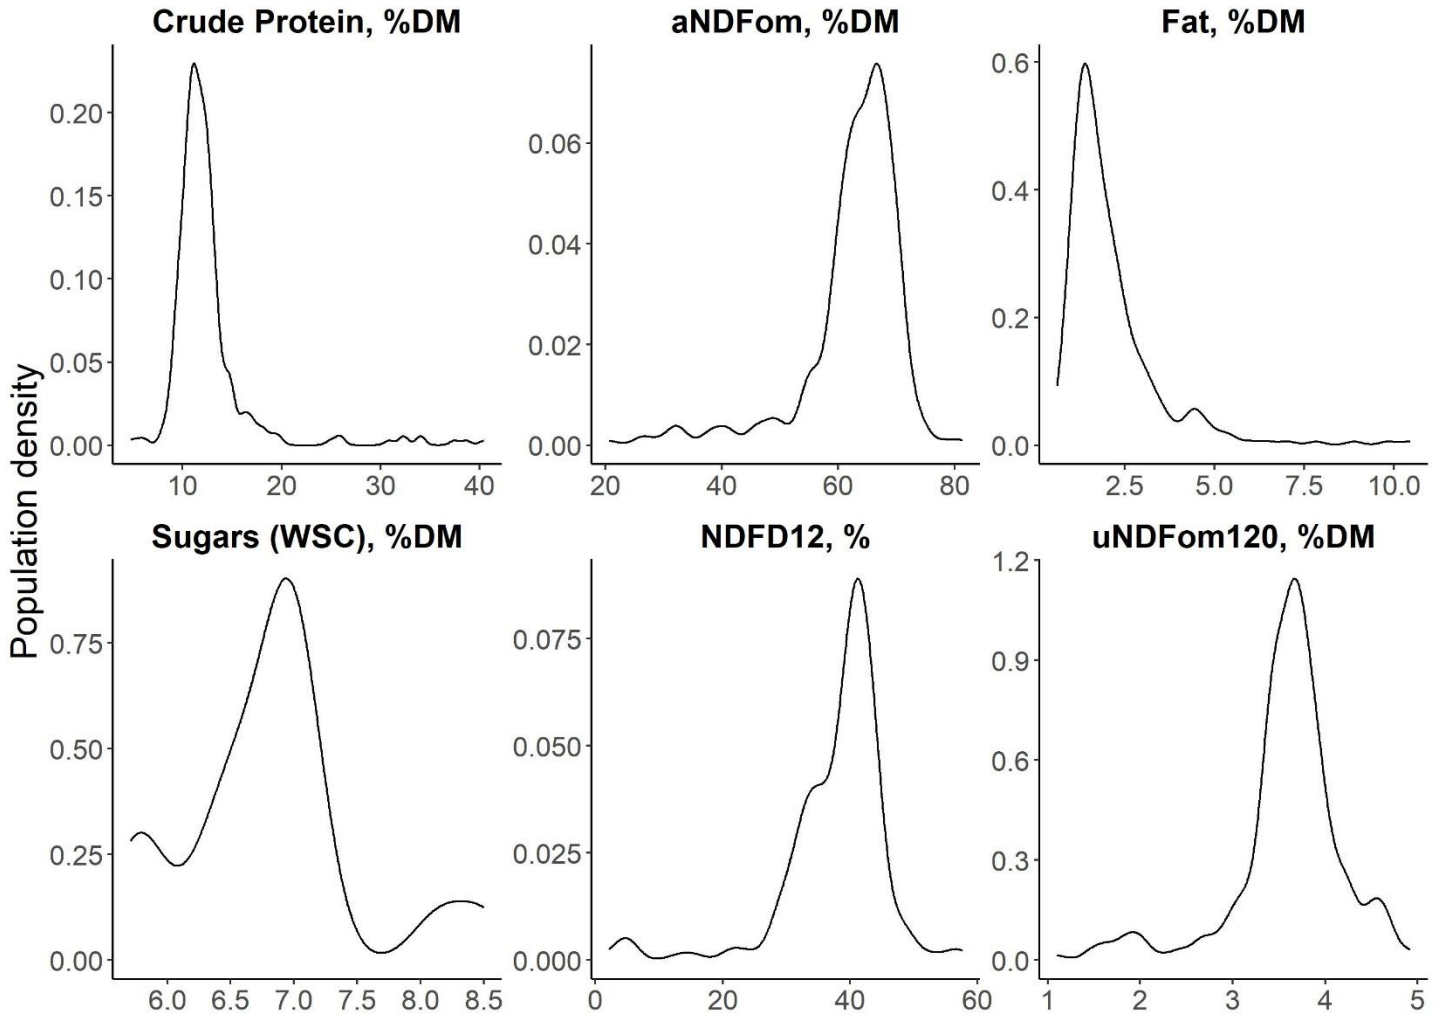 Crude Protein, %DM
aNDFom, %DM
Fat, %DM
Population density
0.20
0.15
0.10
0.05
0.00
10 20 30 40
0.06
0.04
0.02
0.00
20 40 60 80
0.6
0.4
0.2
0.0
2.5 5.0 7.5 10.0
Sugars (WSC), %DM
NDFD12, %
uNDFom120, %DM
0.75
0.50
0.25
0.00
6.0 6.5 7.0 7.5 8.0 8.5
0.075
0.050
0.025
0.000
0 20 40 60
1.2
0.9
0.6
0.3
0.0
1 2 3 4 5